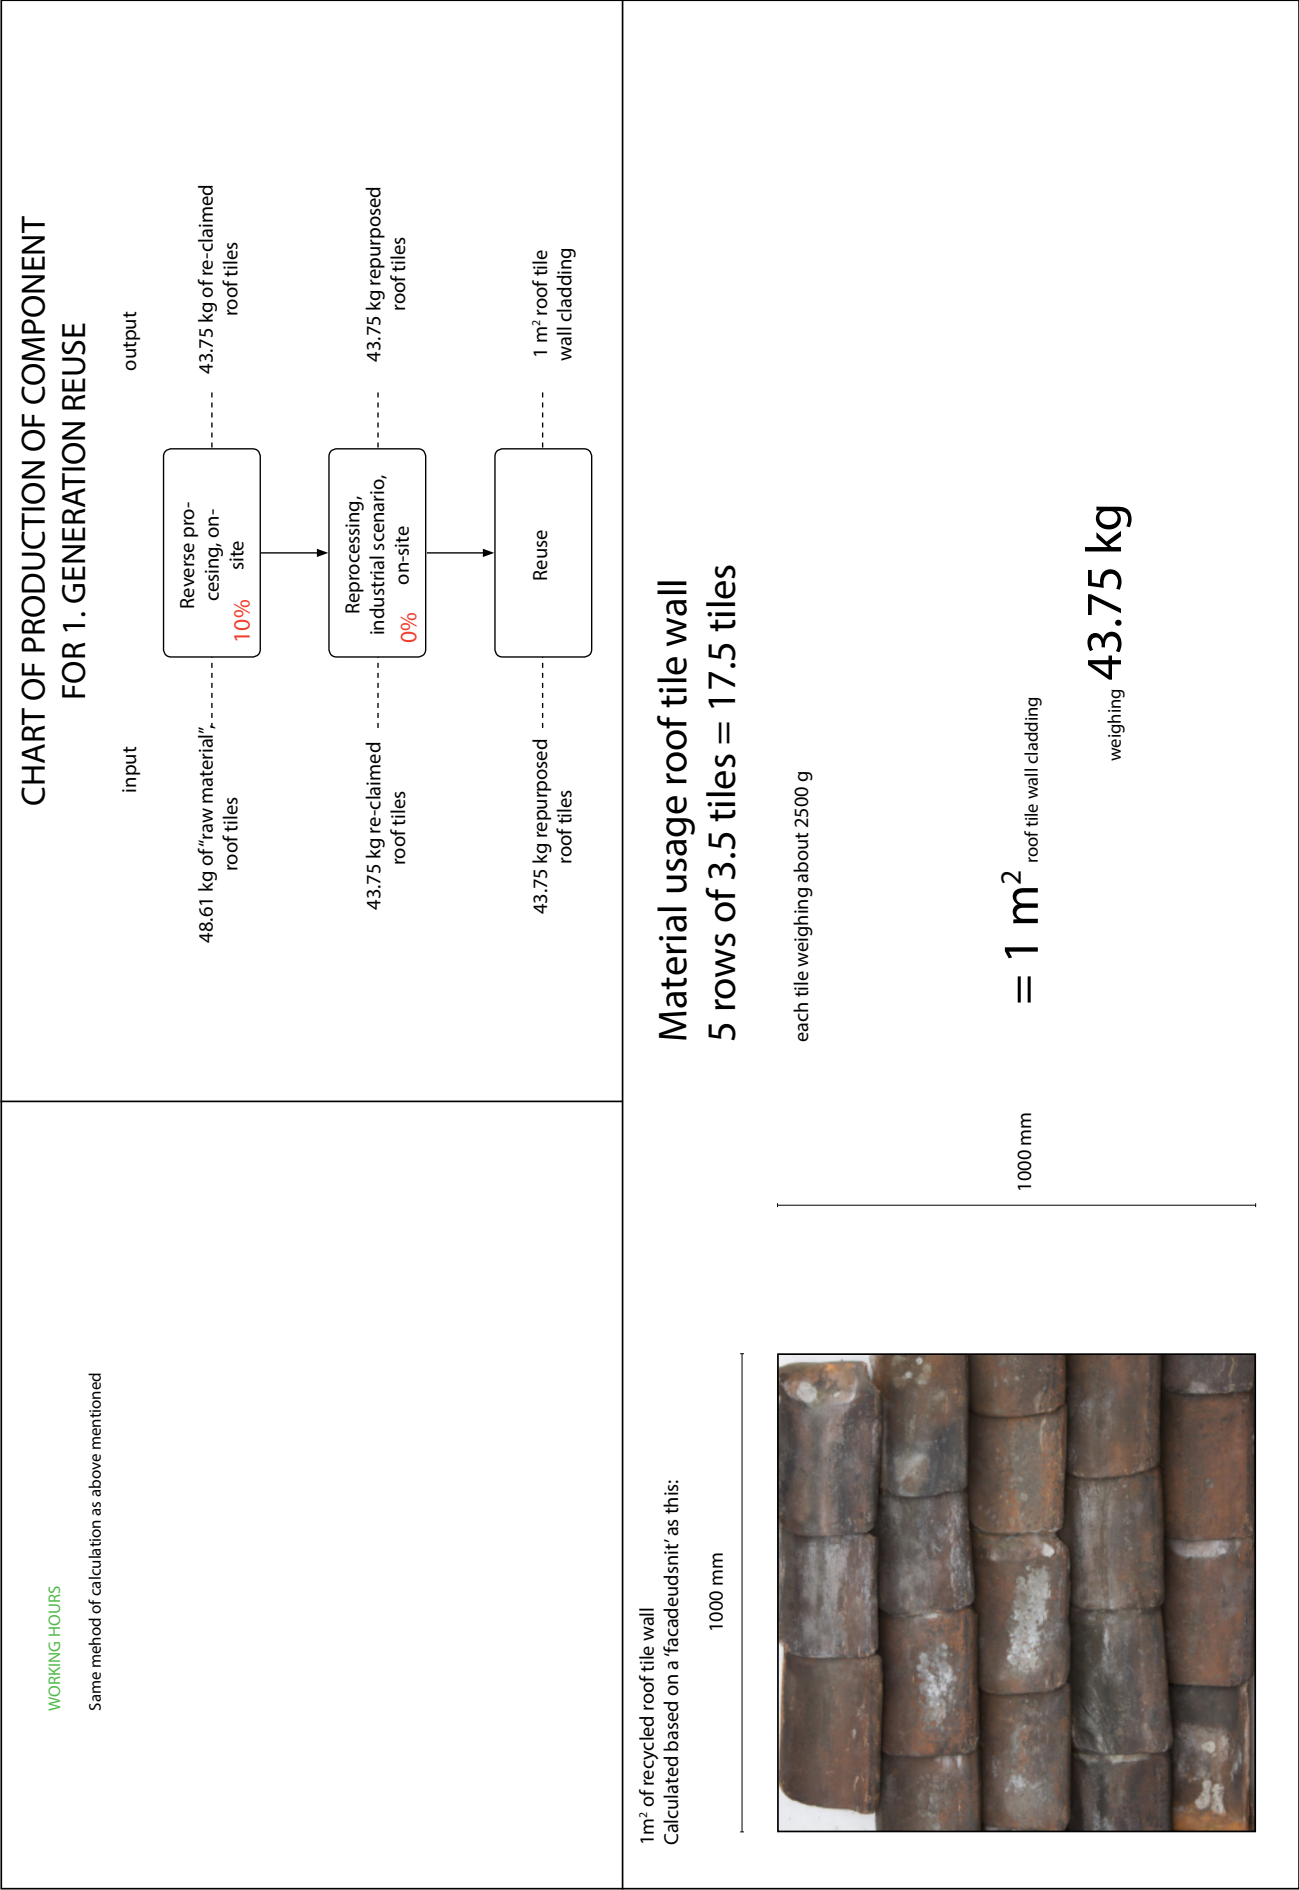 WORKING HOURS
Same mehod of calculation as above mentioned
CHART OF PRODUCTION OF COMPONENT
FOR 1. GENERATION REUSE
input
output
48.61 kg of “raw material”,
roof tiles
Reverse pro-
cesing, on-
site
10%
43.75 kg of re-claimed
roof tiles
43.75 kg re-claimed
roof tiles
Reprocessing,
industrial scenario,
on-site
0%
43.75 kg repurposed
roof tiles
43.75 kg repurposed
roof tiles
Reuse
1 m² roof tile
wall cladding
1m² of recycled roof tile wall
Calculated based on a ‘facadeudsnit’ as this:
1000 mm
1000 mm
Material usage roof tile wall
5 rows of 3.5 tiles = 17.5 tiles
each tile weighing about 2500 g
= 1 m² roof tile wall cladding
weighing 43.75 kg